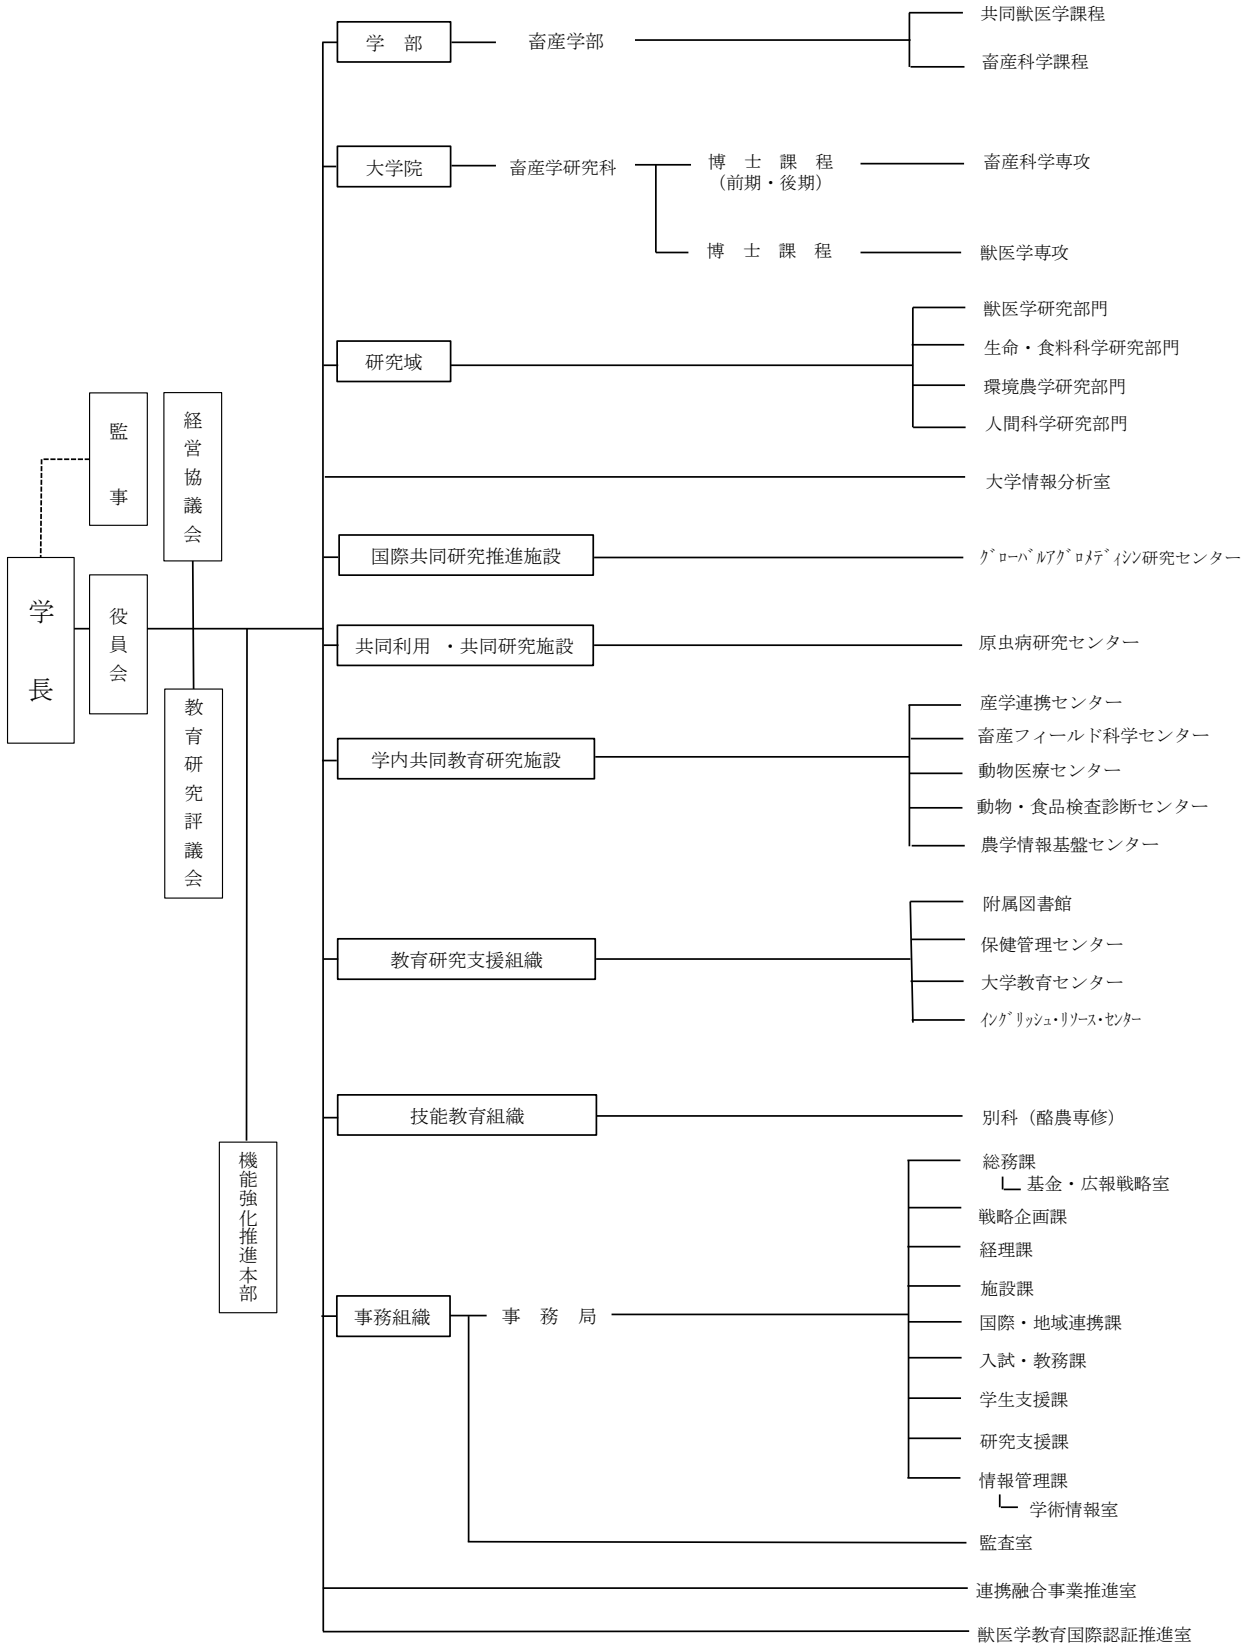 学　部
畜産学部
共同獣医学課程
畜産科学課程
大学院
畜産学研究科
博　士　課　程
（前期・後期）
畜産科学専攻
博　士　課　程
獣医学専攻
研究域
獣医学研究部門
生命・食料科学研究部門
環境農学研究部門
人間科学研究部門
監　事
経営協議会
大学情報分析室
国際共同研究推進施設
ｸﾞﾛｰﾊﾞﾙｱｸﾞﾛﾒﾃﾞｨｼﾝ研究センター
学　長
役員会
共同利用　・共同研究施設
原虫病研究センター
教育研究評議会
学内共同教育研究施設
産学連携センター
畜産フィールド科学センター
動物医療センター
動物・食品検査診断センター
農学情報基盤センター
教育研究支援組織
附属図書館
保健管理センター
大学教育センター
ｲﾝｸﾞﾘｯｼｭ・ﾘｿｰｽ・ｾﾝﾀｰ
技能教育組織
別科（酪農専修）
機能強化推進本部
事務組織
事　務　局
総務課
基金・広報戦略室
戦略企画課
経理課
施設課
国際・地域連携課
入試・教務課
学生支援課
研究支援課
情報管理課
学術情報室
監査室
連携融合事業推進室
獣医学教育国際認証推進室